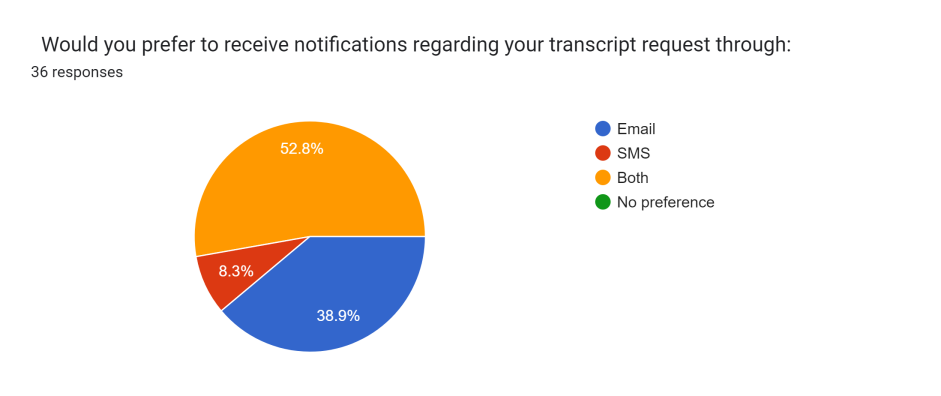 Would you prefer to receive notifications regarding your transcript request through:
36 responses
52.8%
8.3%
38.9%
Email
SMS
Both
No preference